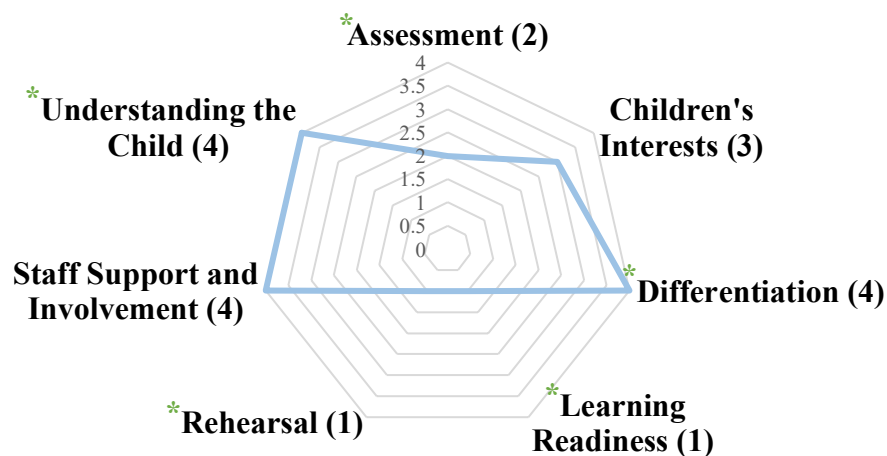 *Assessment (2)
4
3.5
3
2.5
2
1.5
1
0.5
0
Children's
Interests (3)
*Differentiation (4)
*Learning
Readiness (1)
*Rehearsal (1)
Staff Support and
Involvement (4)
*Understanding the
Child (4)